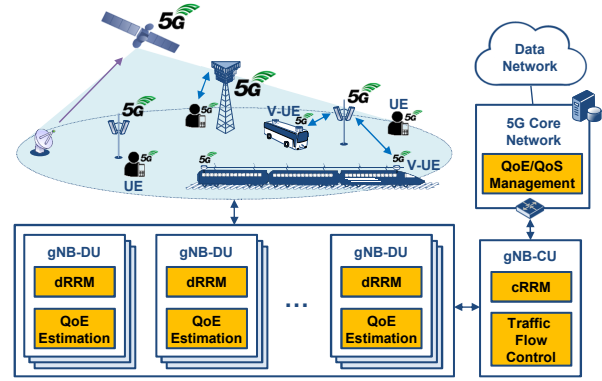 5G
5G
5G
5G
UE
V-UE
5G
UE
5G
5G
5G
UE
5G
5G
V-UE
Data
Network
5G Core
Network
QoE/QoS
Management
gNB-DU
dRRM
QoE
Estimation
gNB-DU
dRRM
QoE
Estimation
...
gNB-DU
dRRM
QoE
Estimation
gNB-CU
cRRM
Traffic
Flow
Control